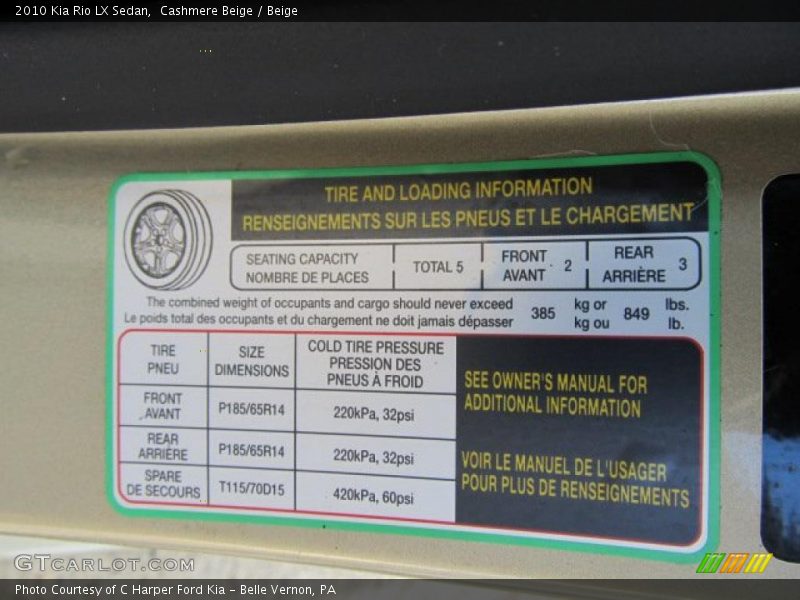 2010 Kia Rio LX Sedan,  Cashmere Beige / Beige
TIRE AND LOADING INFORMATION
RENSEIGNEMENTS SUR LES PNEUS ET LE CHARGEMENT
SEATING CAPACITY
NOMBRE DE PLACES
TOTAL 5
FRONT
AVANT 2
REAR
ARRIÈRE 3
The combined weight of occupants and cargo should never exceed 385 kg or 849 lbs.
Le poids total des occupants et du chargement ne doit jamais dépasser kg ou lb.
TIRE
PNEU
SIZE
DIMENSIONS
COLD TIRE PRESSURE
PRESSION DES
PNEUS À FROID
FRONT
AVANT
P185/65R14
220kPa, 32psi
REAR
ARRIÈRE
P185/65R14
220kPa, 32psi
SPARE
DE SECOURS
T115/70D15
420kPa, 60psi
SEE OWNER'S MANUAL FOR
ADDITIONAL INFORMATION
VOIR LE MANUEL DE L'USAGER
POUR PLUS DE RENSEIGNEMENTS
GTCARLOT.COM
Photo Courtesy of C Harper Ford Kia - Belle Vernon, PA